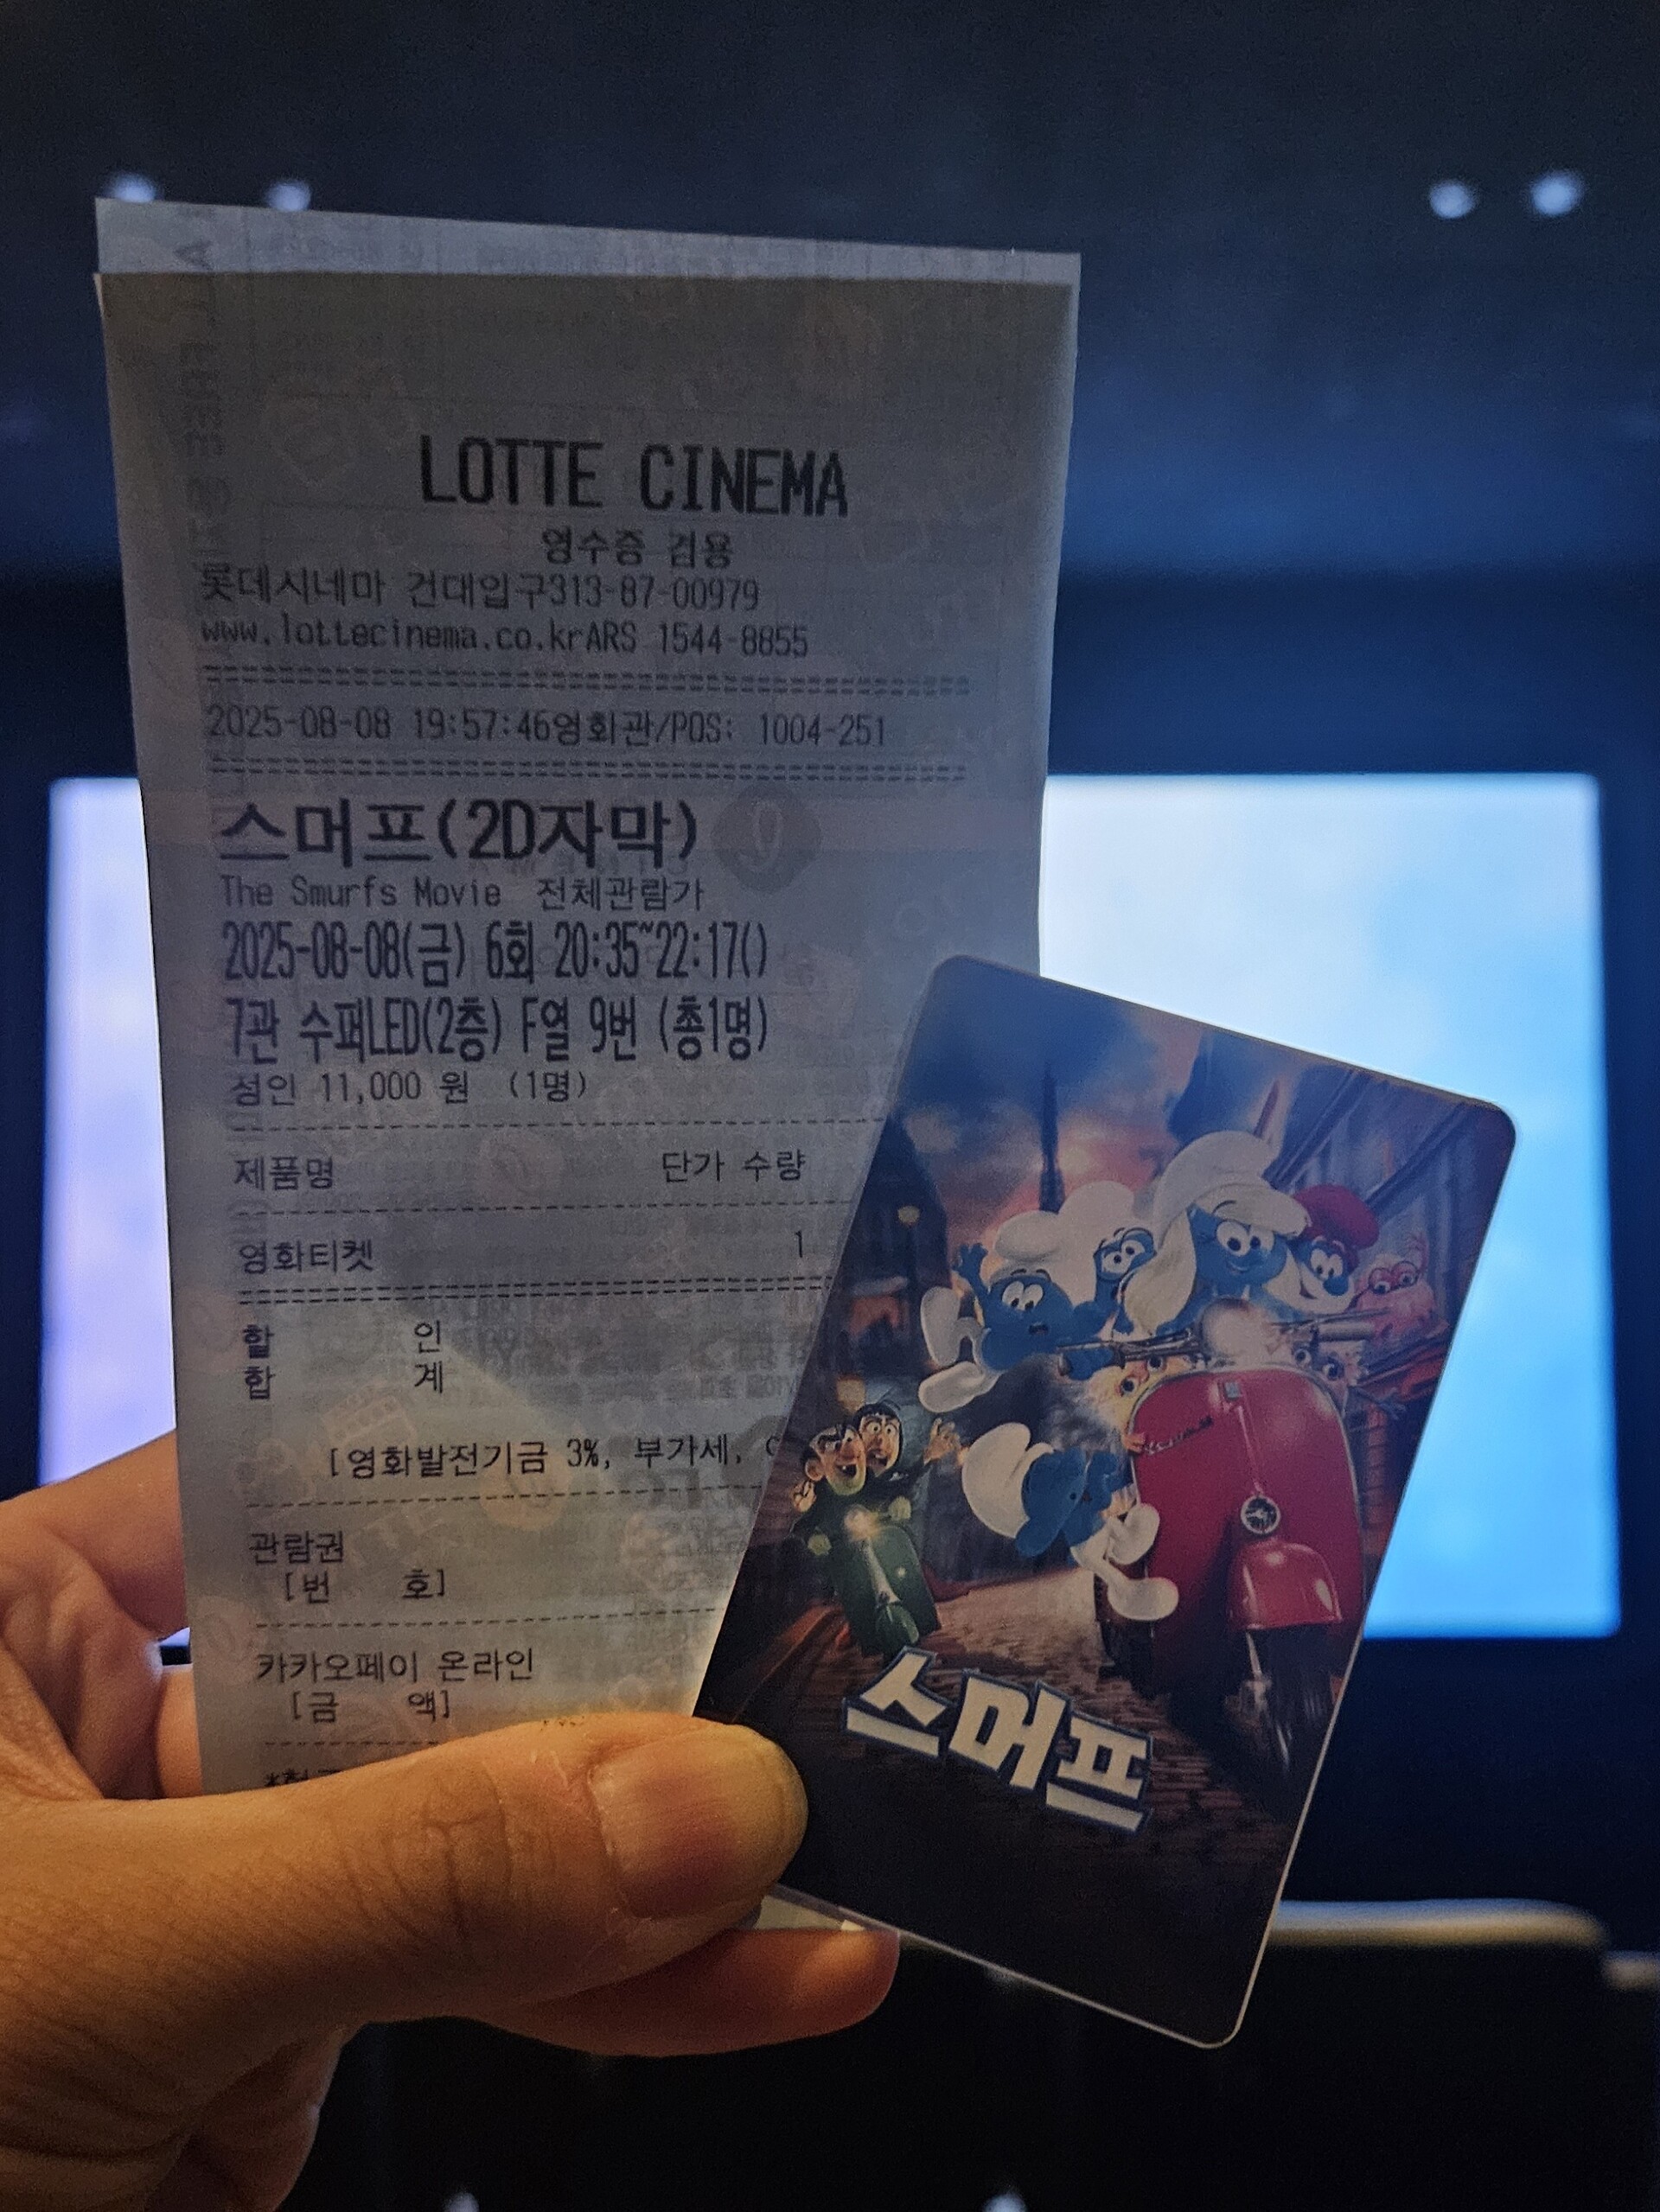 LOTTE CINEMA
영수증 겸용
롯데시네마 건대입구313-87-00979
www.lottecinema.co.krARS 1544-8855
2025-08-08 19:57:46영화관/POS: 1004-251
스머프(2D자막)
The Smurfs Movie 전체관람가
2025-08-08(금) 6회 20:35~22:17()
7관 수퍼LED(2층) F열 9번 (총1명)
성인 11,000 원 (1명)
제품명 단가 수량
영화티켓 1
할 인
합 계
[영화발전기금 3%, 부가세,
관람권
[번 호]
카카오페이 온라인
[금 액]
스머프